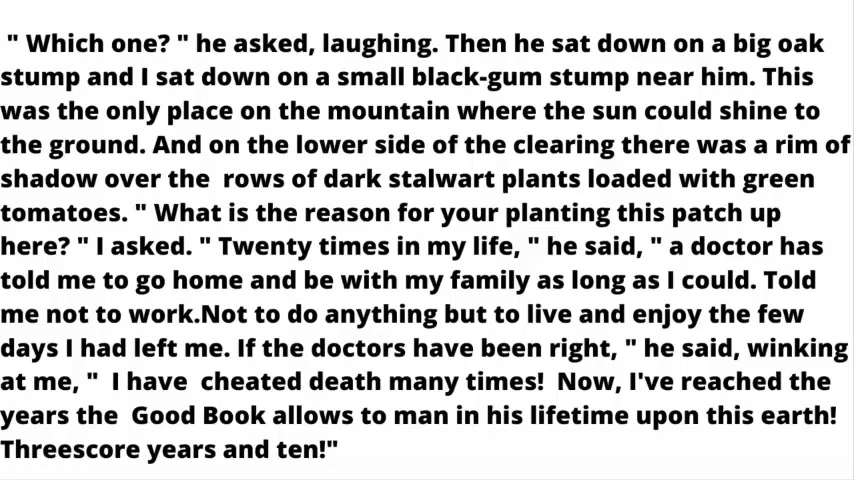 " Which one? " he asked, laughing. Then he sat down on a big oak
stump and I sat down on a small black-gum stump near him. This
was the only place on the mountain where the sun could shine to
the ground. And on the lower side of the clearing there was a rim of
shadow over the  rows of dark stalwart plants loaded with green
tomatoes. " What is the reason for your planting this patch up
here? " I asked. " Twenty times in my life, " he said, " a doctor has
told me to go home and be with my family as long as I could. Told
me not to work.Not to do anything but to live and enjoy the few
days I had left me. If the doctors have been right, " he said, winking
at me, "  I have  cheated death many times!  Now, I've reached the
years the  Good Book allows to man in his lifetime upon this earth!
Threescore years and ten!"